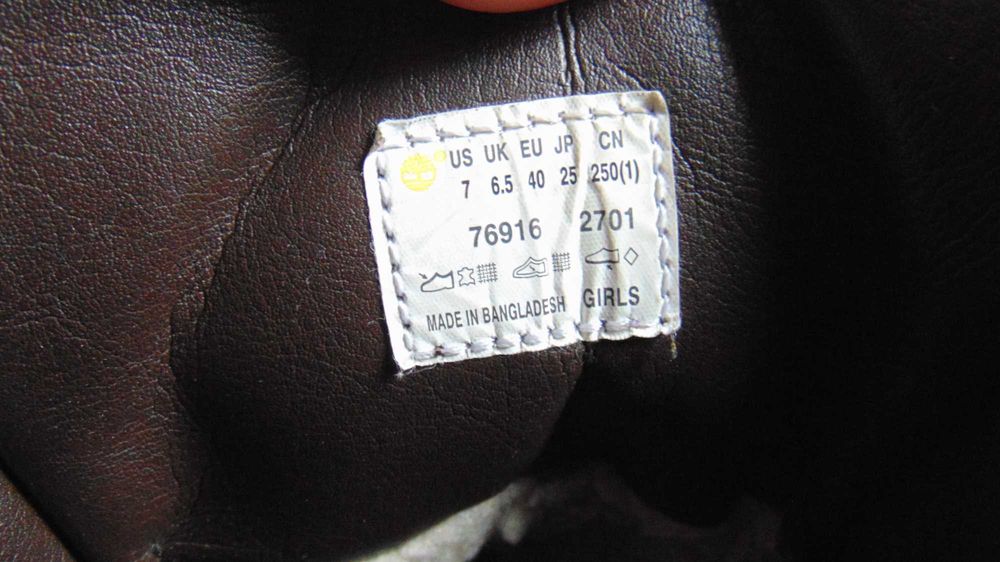 US UK EU JP CN
7 6.5 40 25 250(1)
76916 2701
MADE IN BANGLADESH GIRLS